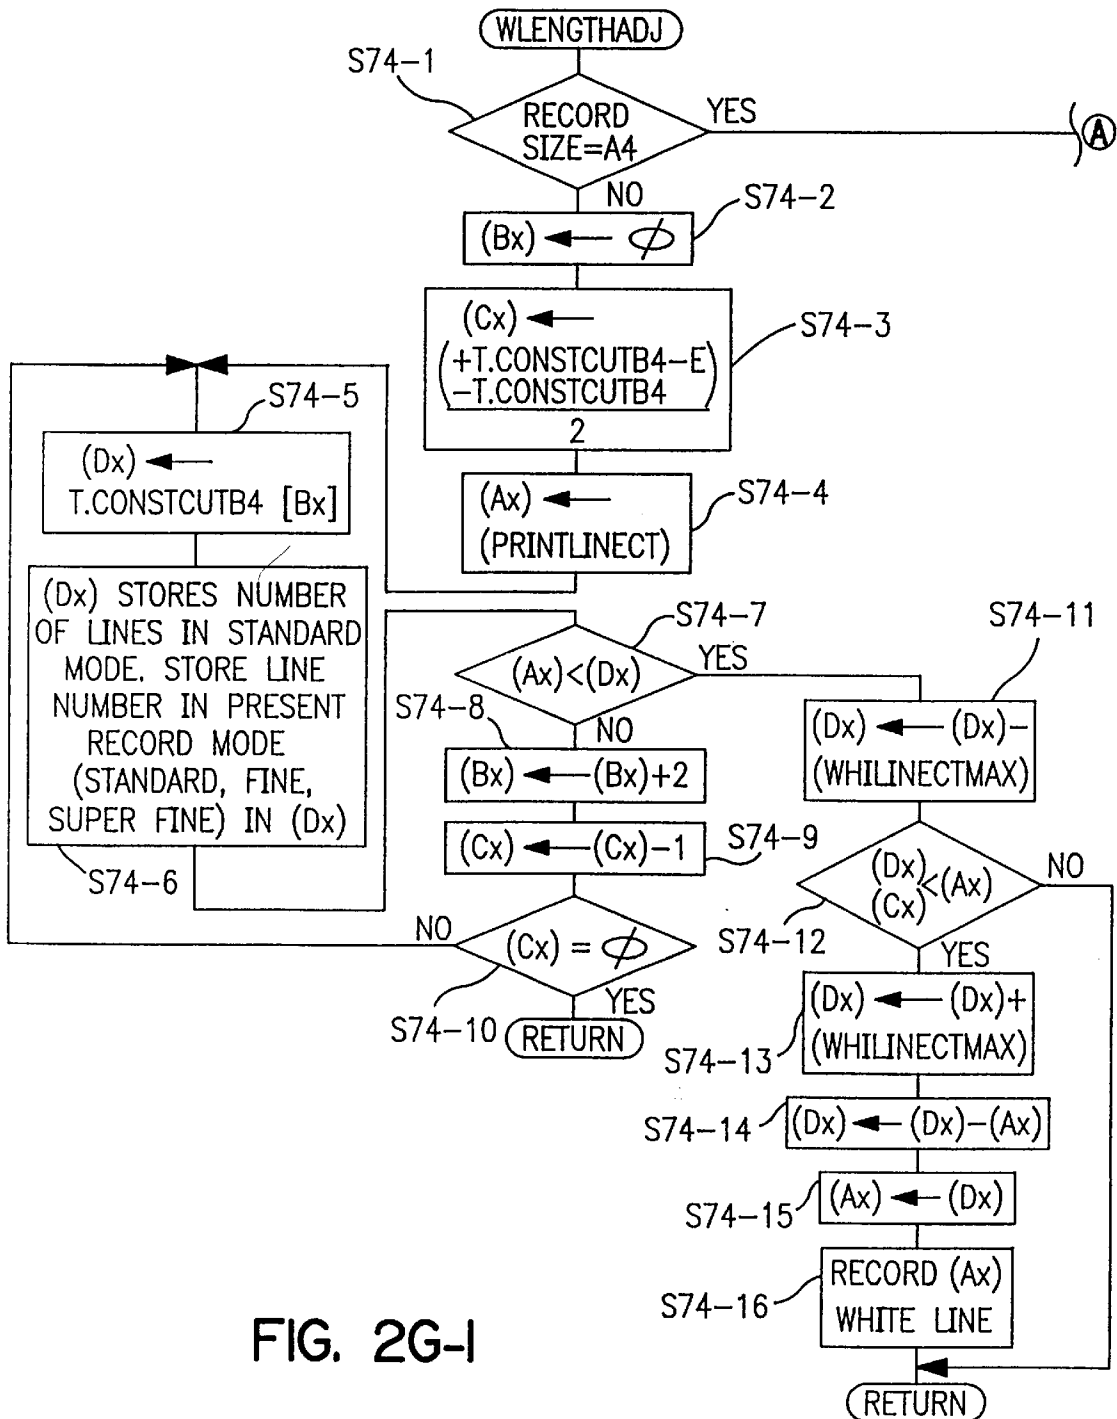 WLENGTHADJ
S74-1
RECORD
SIZE=A4
YES
A
NO
S74-2
(Bx) ← ϕ
S74-3
(Cx) ←
(+T.CONSTCUTB4-E)
(-T.CONSTCUTB4)
2
S74-4
(Ax) ←
(PRINTLINECT)
S74-5
(Dx) ←
T.CONSTCUTB4 [Bx]
(Dx) STORES NUMBER
OF LINES IN STANDARD
MODE. STORE LINE
NUMBER IN PRESENT
RECORD MODE
(STANDARD, FINE,
SUPER FINE) IN (Dx)
S74-6
S74-7
(Ax)<(Dx)
YES
NO
S74-8
(Bx) ← (Bx)+2
(Cx) ← (Cx)-1
S74-9
NO
(Cx) = ϕ
YES
S74-10
RETURN
S74-11
(Dx) ← (Dx)-
(WHILINECTMAX)
(Dx)
(Cx) <(Ax)
NO
S74-12
YES
(Dx) ← (Dx)+
(WHILINECTMAX)
S74-13
S74-14
(Dx) ← (Dx)-(Ax)
(Ax) ← (Dx)
S74-15
RECORD (Ax)
WHITE LINE
S74-16
RETURN
FIG. 2G-1